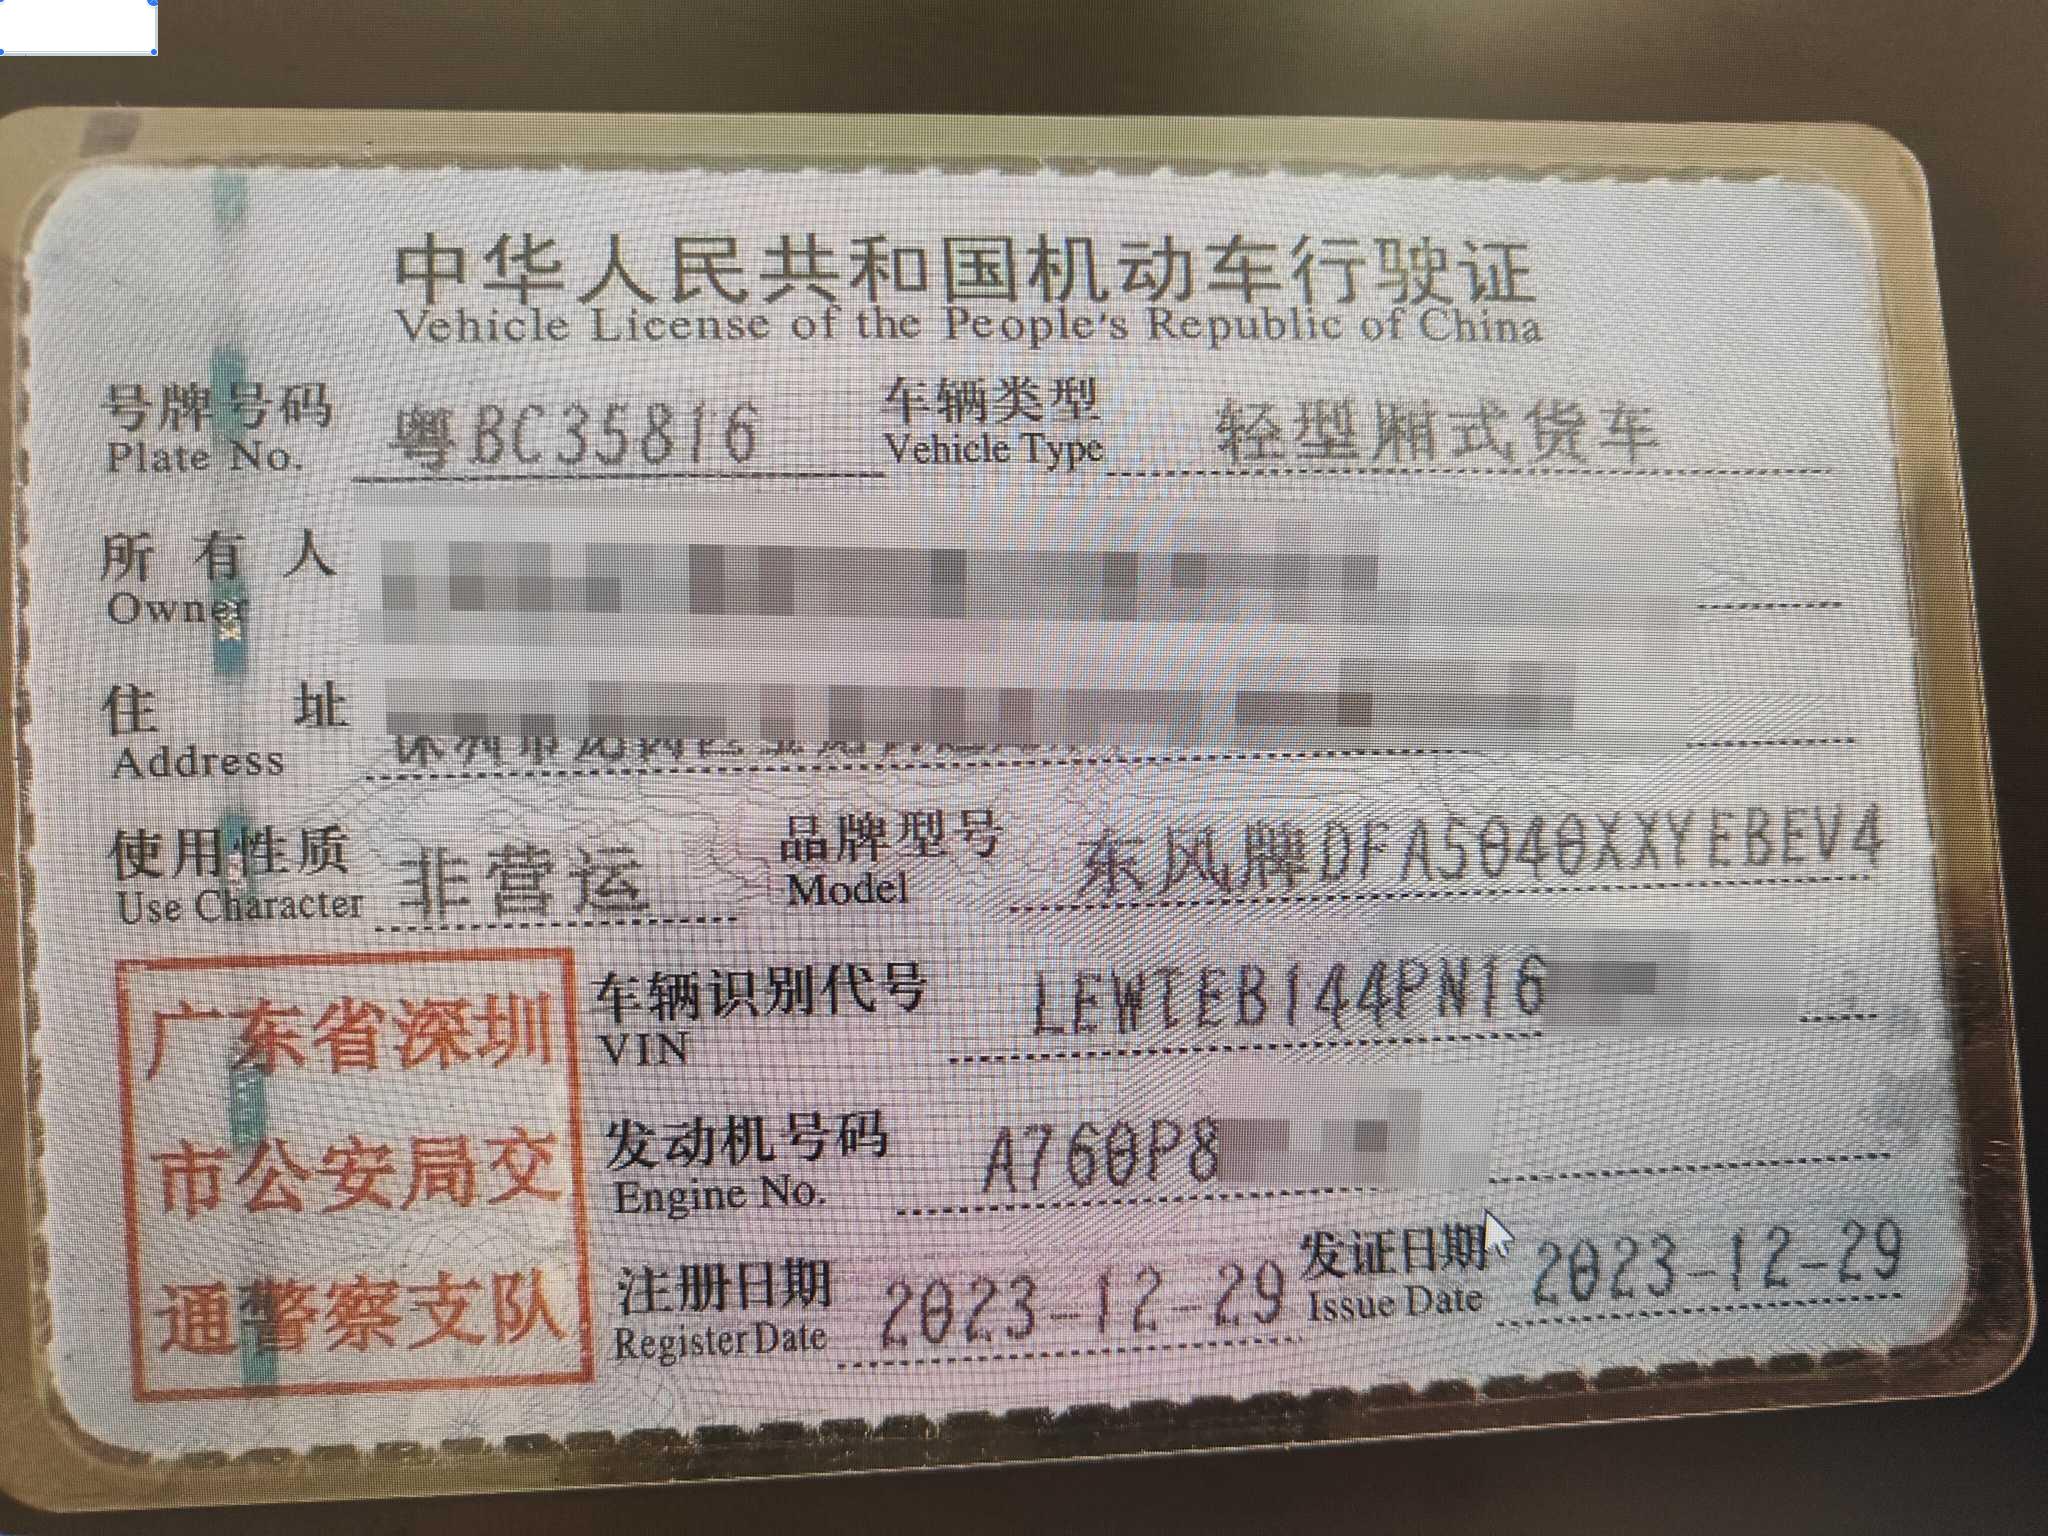 中华人民共和国机动车行驶证
Vehicle License of the People's Republic of China
号牌号码 粤BC35816 车辆类型 轻型厢式货车
Plate No. Vehicle Type
所有人
Owner
住址
Address
使用性质 非营运 品牌型号 东风牌DFA5040XXYEBEV4
Use Character Model
车辆识别代号 LEWTEB144PN16
VIN
发动机号码 A760P8
Engine No.
注册日期 2023-12-29 发证日期 2023-12-29
Register Date Issue Date
广东省深圳
市公安局交
通警察支队